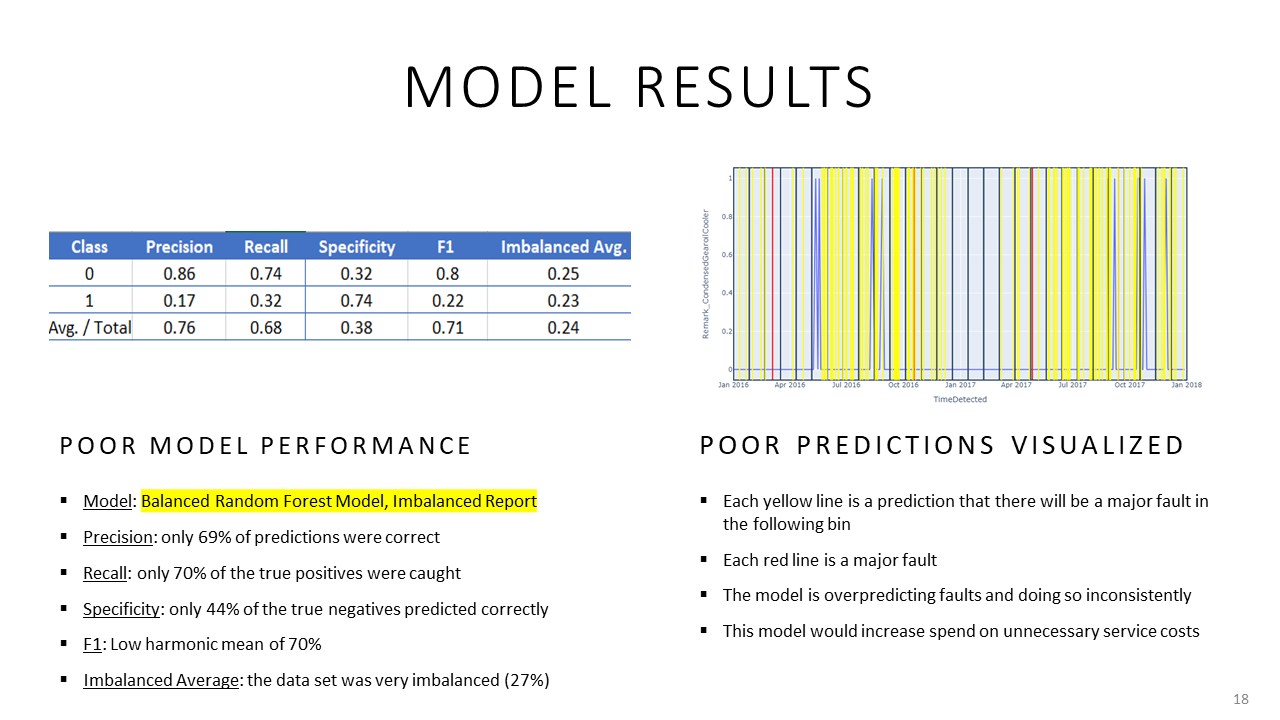 MODEL RESULTS
Class Precision Recall Specificity F1 Imbalanced Avg.
0 0.86 0.74 0.32 0.8 0.25
1 0.17 0.32 0.74 0.22 0.23
Avg. / Total 0.76 0.68 0.38 0.71 0.24
Remark_CondensedGearoilCooler
1
0.8
0.6
0.4
0.2
0
Jan 2016 Apr 2016 Jul 2016 Oct 2016 Jan 2017 Apr 2017 Jul 2017 Oct 2017 Jan 2018
TimeDetected
POOR MODEL PERFORMANCE
▪ Model: Balanced Random Forest Model, Imbalanced Report
▪ Precision: only 69% of predictions were correct
▪ Recall: only 70% of the true positives were caught
▪ Specificity: only 44% of the true negatives predicted correctly
▪ F1: Low harmonic mean of 70%
▪ Imbalanced Average: the data set was very imbalanced (27%)
POOR PREDICTIONS VISUALIZED
▪ Each yellow line is a prediction that there will be a major fault in
the following bin
▪ Each red line is a major fault
▪ The model is overpredicting faults and doing so inconsistently
▪ This model would increase spend on unnecessary service costs
18